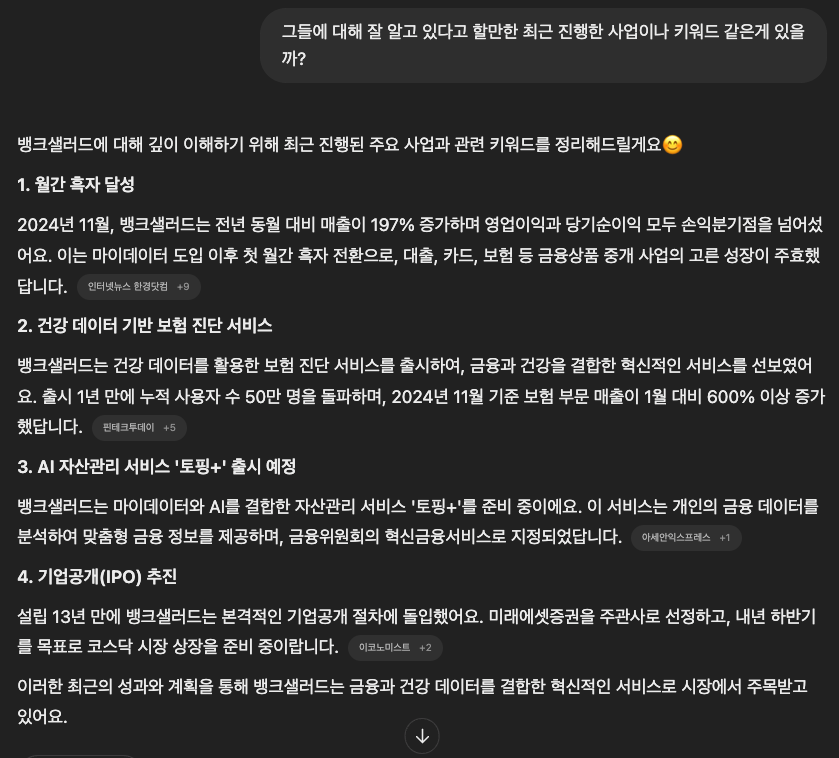 그들에 대해 잘 알고 있다고 할만한 최근 진행한 사업이나 키워드 같은게 있을
까?
뱅크샐러드에 대해 깊이 이해하기 위해 최근 진행된 주요 사업과 관련 키워드를 정리해드릴게요😊
1. 월간 흑자 달성
2024년 11월, 뱅크샐러드는 전년 동월 대비 매출이 197% 증가하며 영업이익과 당기순이익 모두 손익분기점을 넘어섰
어요. 이는 마이데이터 도입 이후 첫 월간 흑자 전환으로, 대출, 카드, 보험 등 금융상품 중개 사업의 고른 성장이 주효했
답니다. 인터넷뉴스 한경닷컴 +9
2. 건강 데이터 기반 보험 진단 서비스
뱅크샐러드는 건강 데이터를 활용한 보험 진단 서비스를 출시하여, 금융과 건강을 결합한 혁신적인 서비스를 선보였어
요. 출시 1년 만에 누적 사용자 수 50만 명을 돌파하며, 2024년 11월 기준 보험 부문 매출이 1월 대비 600% 이상 증가
했답니다. 핀테크투데이 +5
3. AI 자산관리 서비스 '토핑+' 출시 예정
뱅크샐러드는 마이데이터와 AI를 결합한 자산관리 서비스 '토핑+'를 준비 중이에요. 이 서비스는 개인의 금융 데이터를
분석하여 맞춤형 금융 정보를 제공하며, 금융위원회의 혁신금융서비스로 지정되었답니다. 아세안익스프레스 +1
4. 기업공개(IPO) 추진
설립 13년 만에 뱅크샐러드는 본격적인 기업공개 절차에 돌입했어요. 미래에셋증권을 주관사로 선정하고, 내년 하반기
를 목표로 코스닥 시장 상장을 준비 중이랍니다. 이코노미스트 +2
이러한 최근의 성과와 계획을 통해 뱅크샐러드는 금융과 건강 데이터를 결합한 혁신적인 서비스로 시장에서 주목받고
있어요.